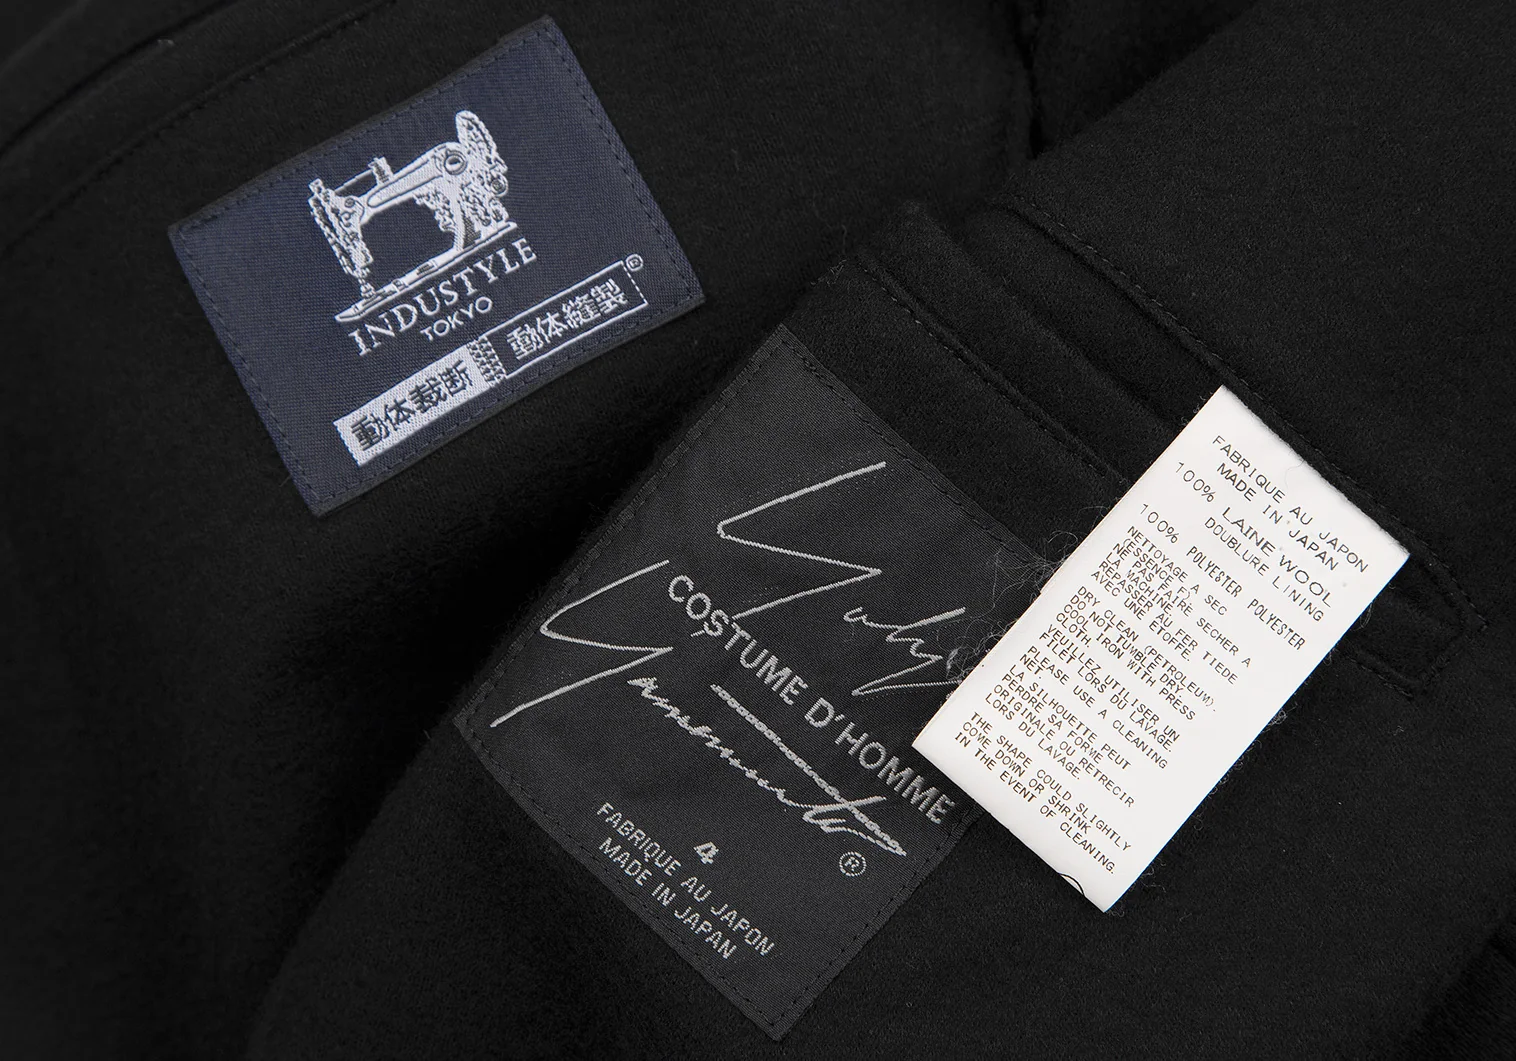 INDUSTYLE
TOKYO
動体裁断 動体縫製®
Yohji
COSTUME D'HOMME
Yamamoto®
4
FABRIQUE AU JAPON
MADE IN JAPAN
FABRIQUE AU JAPON
MADE IN JAPAN
100% LAINE WOOL
DOUBLURE LINING
100% POLYESTER POLYESTER
NETTOYAGE A SEC
(ESSENCE F).
NE PAS FAIRE SECHER A
LA MACHINE
REPASSER AU FER TIEDE
AVEC UNE ETOFFE.
DRY CLEAN (PETROLEUM).
DO NOT TUMBLE DRY.
COOL IRON WITH PRESS
CLOTH.
VEUILLEZ UTILISER UN
FILET LORS DU LAVAGE.
PLEASE USE A CLEANING
NET.
LA SILHOUETTE PEUT
PERDRE SA FORME
ORIGINALE OU RETRECIR
LORS DU LAVAGE.
THE SHAPE COULD SLIGHTLY
COME DOWN OR SHRINK
IN THE EVENT OF CLEANING.